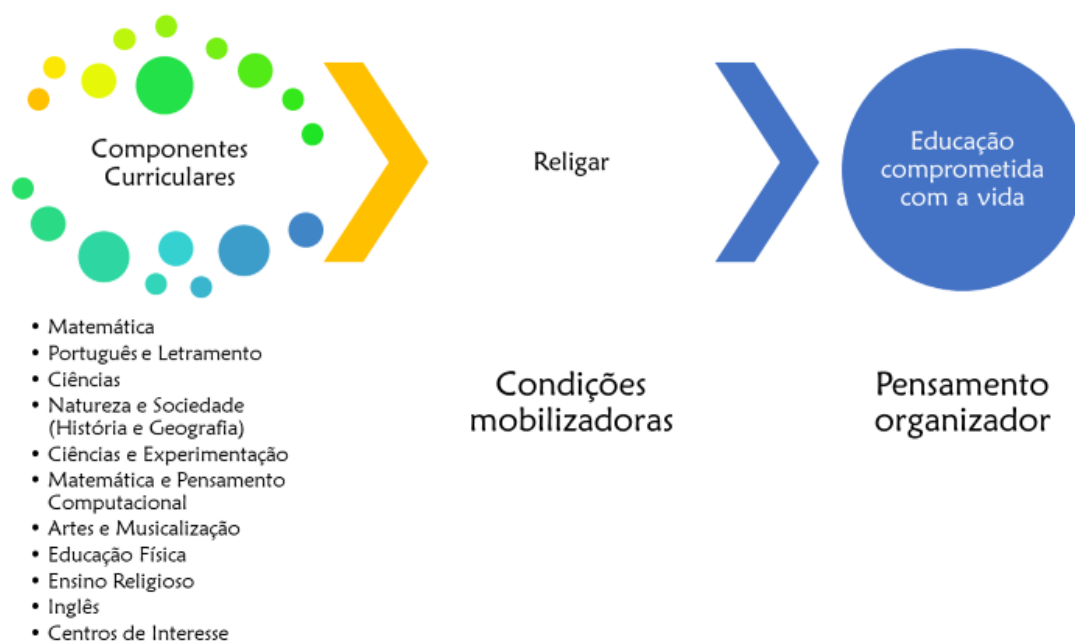 Componentes
Curriculares
Religar
Educação
comprometida
com a vida
• Matemática
• Português e Letramento
• Ciências
• Natureza e Sociedade
(História e Geografia)
• Ciências e Experimentação
• Matemática e Pensamento
Computacional
• Artes e Musicalização
• Educação Física
• Ensino Religioso
• Inglês
• Centros de Interesse
Condições
mobilizadoras
Pensamento
organizador